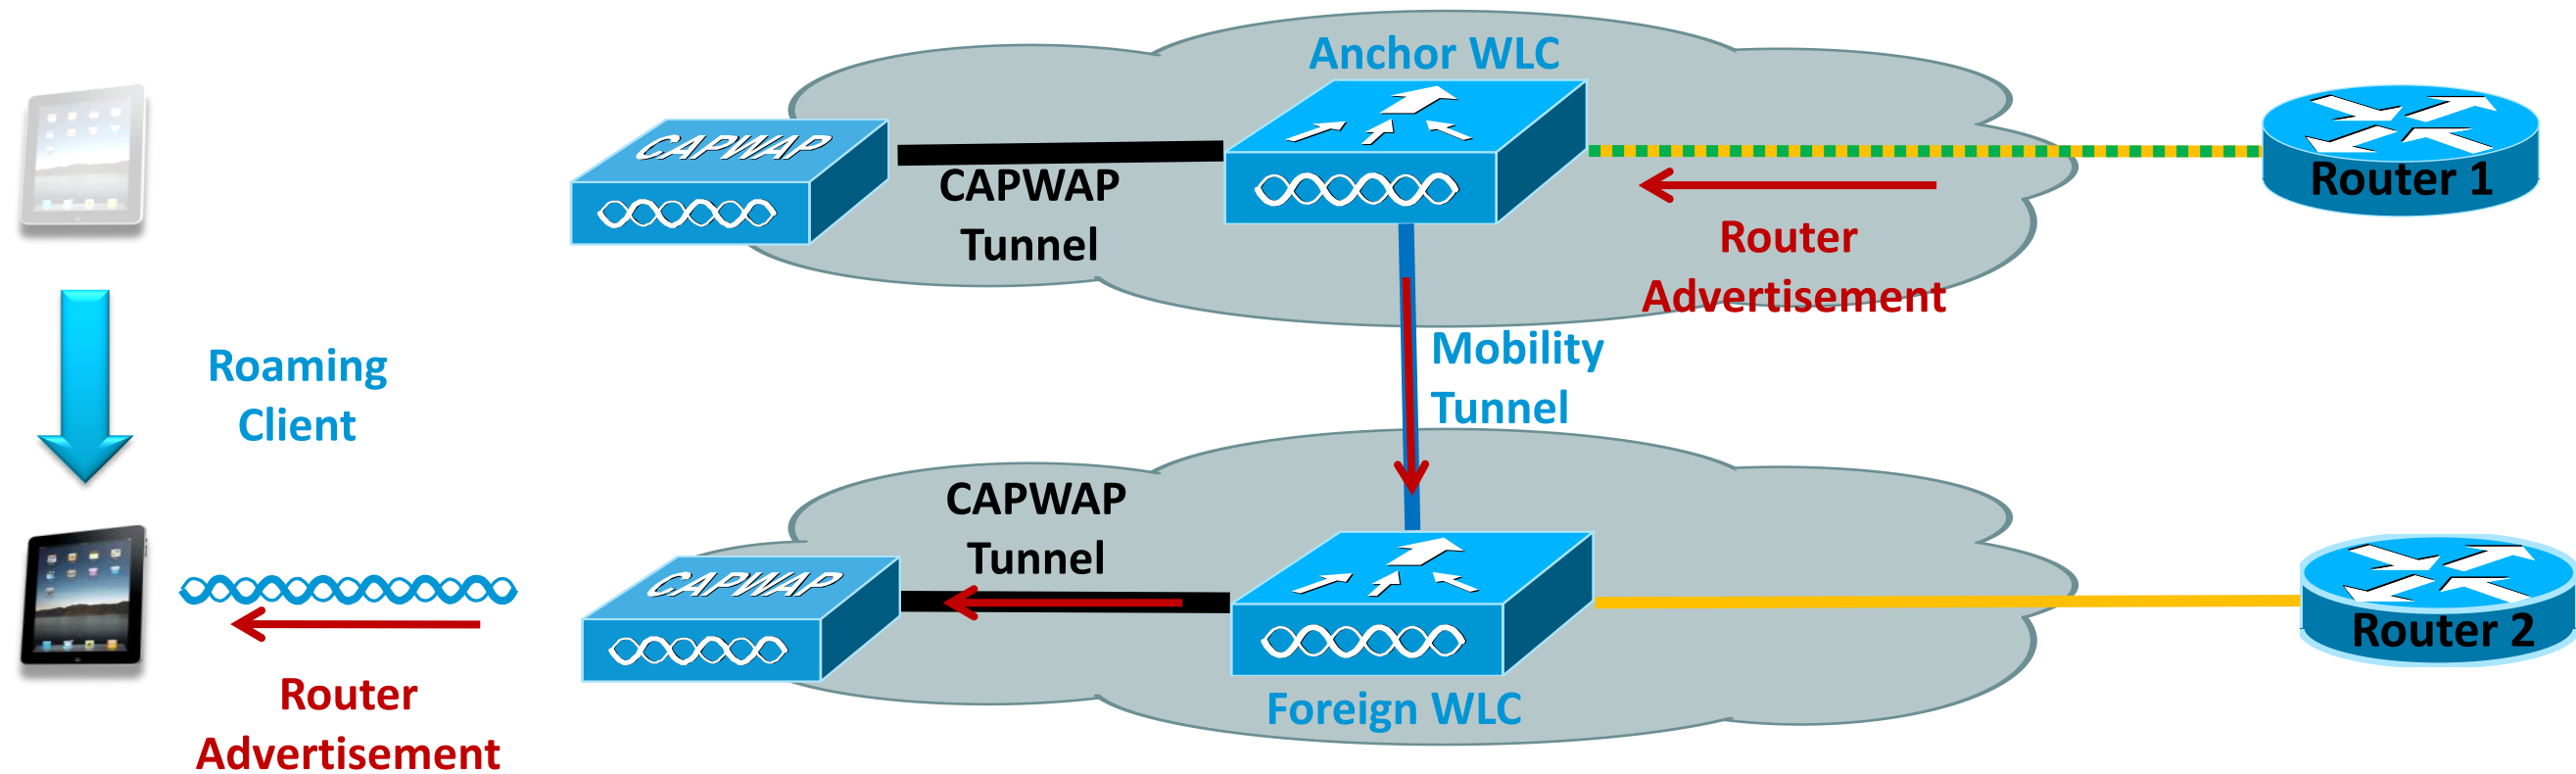 Anchor WLC
CAPWAP
CAPWAP
Tunnel
Router 1
Router
Advertisement
Roaming
Client
Mobility
Tunnel
CAPWAP
Tunnel
CAPWAP
Router 2
Foreign WLC
Router
Advertisement